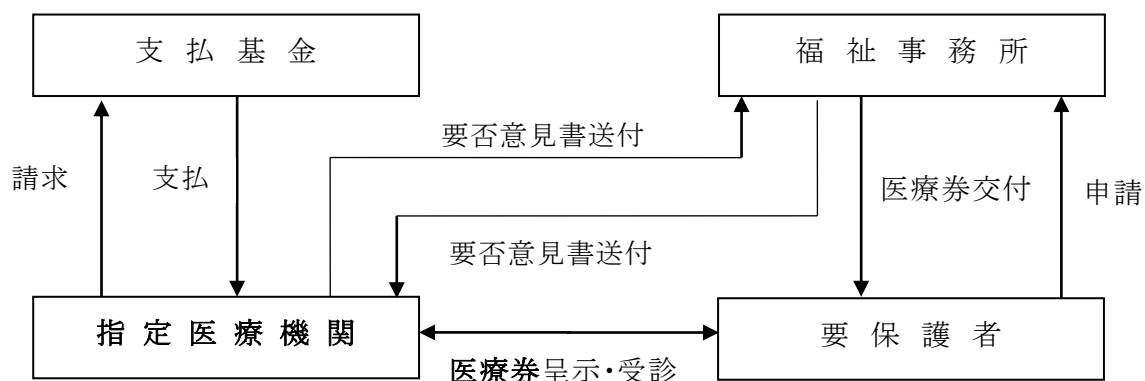 支払基金
福祉事務所
要否意見書送付
請求
支払
医療券交付
申請
要否意見書送付
指定医療機関
要保護者
医療券呈示・受診